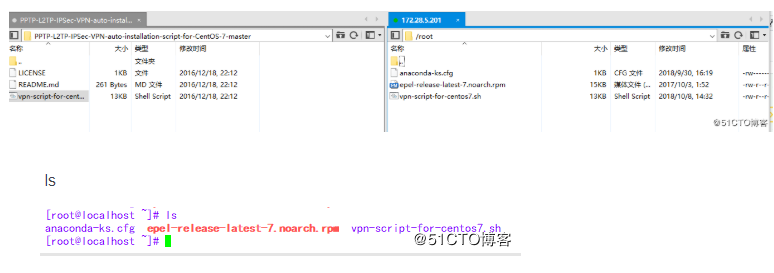 PPTP-L2TP-IPSec-VPN-auto-instal...
PPTP-L2TP-IPSec-VPN-auto-installation-script-for-CentOS-7-master
名称 大小 类型 修改时间
.. 文件夹
LICENSE 1KB 文件 2016/12/18, 22:12
README.md 261 Bytes MD 文件 2016/12/18, 22:12
vpn-script-for-cent... 13KB Shell Script 2016/12/18, 22:12
172.28.5.201
/root
名称 大小 类型 修改时间 属性
anaconda-ks.cfg 1KB CFG 文件 2018/9/30, 16:19 -rw-------
epel-release-latest-7.noarch.rpm 15KB 媒体文件 (... 2017/10/3, 1:52 -rw-r--r-
vpn-script-for-centos7.sh 13KB Shell Script 2018/10/8, 14:32 -rw-r--r-
@51CTO博客
ls
[root@localhost ~]# ls
anaconda-ks.cfg epel-release-latest-7.noarch.rpm vpn-script-for-centos7.sh
[root@localhost ~]#
@51CTO博客